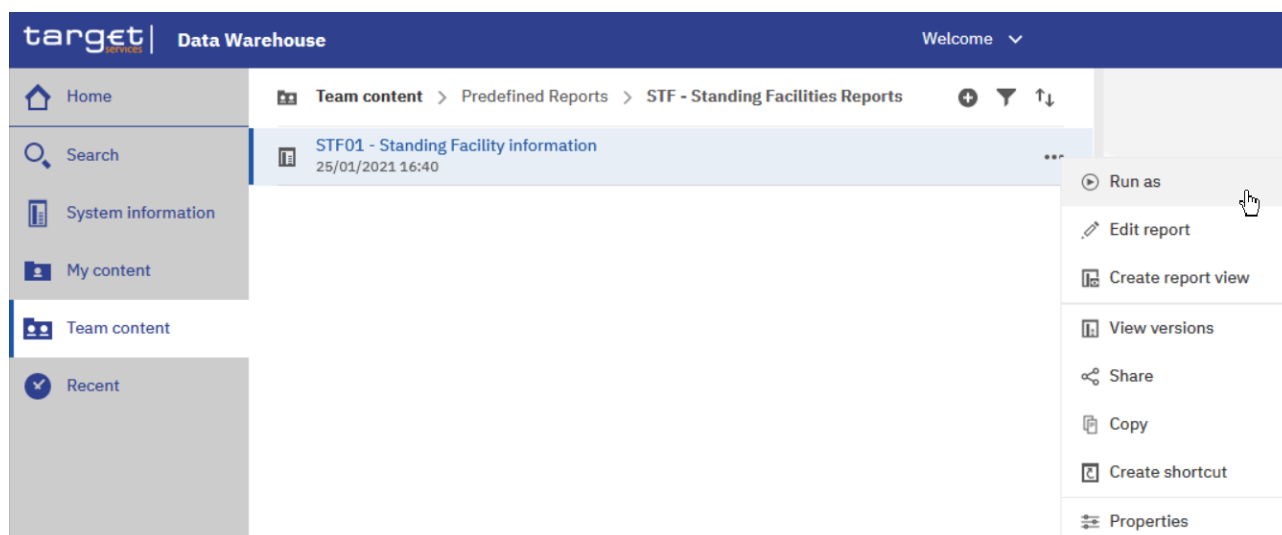 target services | Data Warehouse
Welcome
Home
Team content > Predefined Reports > STF - Standing Facilities Reports
Search
STF01 - Standing Facility information
25/01/2021 16:40
System information
My content
Team content
Recent
Run as
Edit report
Create report view
View versions
Share
Copy
Create shortcut
Properties